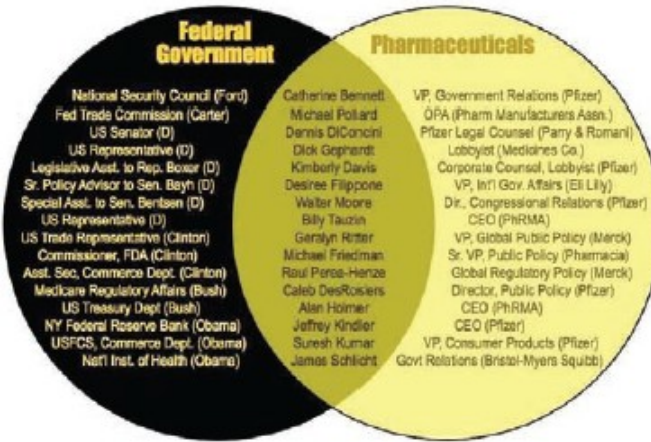 Federal
Government
Pharmaceuticals
National Security Council (Ford) Catherine Bennett VP, Government Relations (Pfizer)
Fed Trade Commission (Carter) Michael Pollard OPA (Pharm Manufacturers Assn.)
US Senator (D) Dennis DiConcini Pfizer Legal Counsel (Parry & Romani)
US Representative (D) Dick Gephardt Lobbyist (Medicines Co.)
Legislative Asst. to Rep. Boxer (D) Kimberly Davis Corporate Counsel, Lobbyist (Pfizer)
Sr. Policy Advisor to Sen. Bayh (D) Desiree Filippone VP, Int'l Gov. Affairs (Eli Lilly)
Special Asst. to Sen. Bentsen (D) Walter Moore Dir., Congressional Relations (Pfizer)
US Representative (D) Billy Tauzin CEO (PhRMA)
US Trade Representative (Clinton) Geralyn Ritter VP, Global Public Policy (Merck)
Commissioner, FDA (Clinton) Michael Friedman Sr. VP, Public Policy (Pharmacia)
Asst. Sec, Commerce Dept. (Clinton) Raul Perea-Henze Global Regulatory Policy (Merck)
Medicare Regulatory Affairs (Bush) Caleb DesRosiers Director, Public Policy (Pfizer)
US Treasury Dept (Bush) Alan Holmer CEO (PhRMA)
NY Federal Reserve Bank (Obama) Jeffrey Kindler CEO (Pfizer)
USFCS, Commerce Dept. (Obama) Suresh Kumar VP, Consumer Products (Pfizer)
Nat'l Inst. of Health (Obama) James Schlicht Govt Relations (Bristol-Myers Squibb)